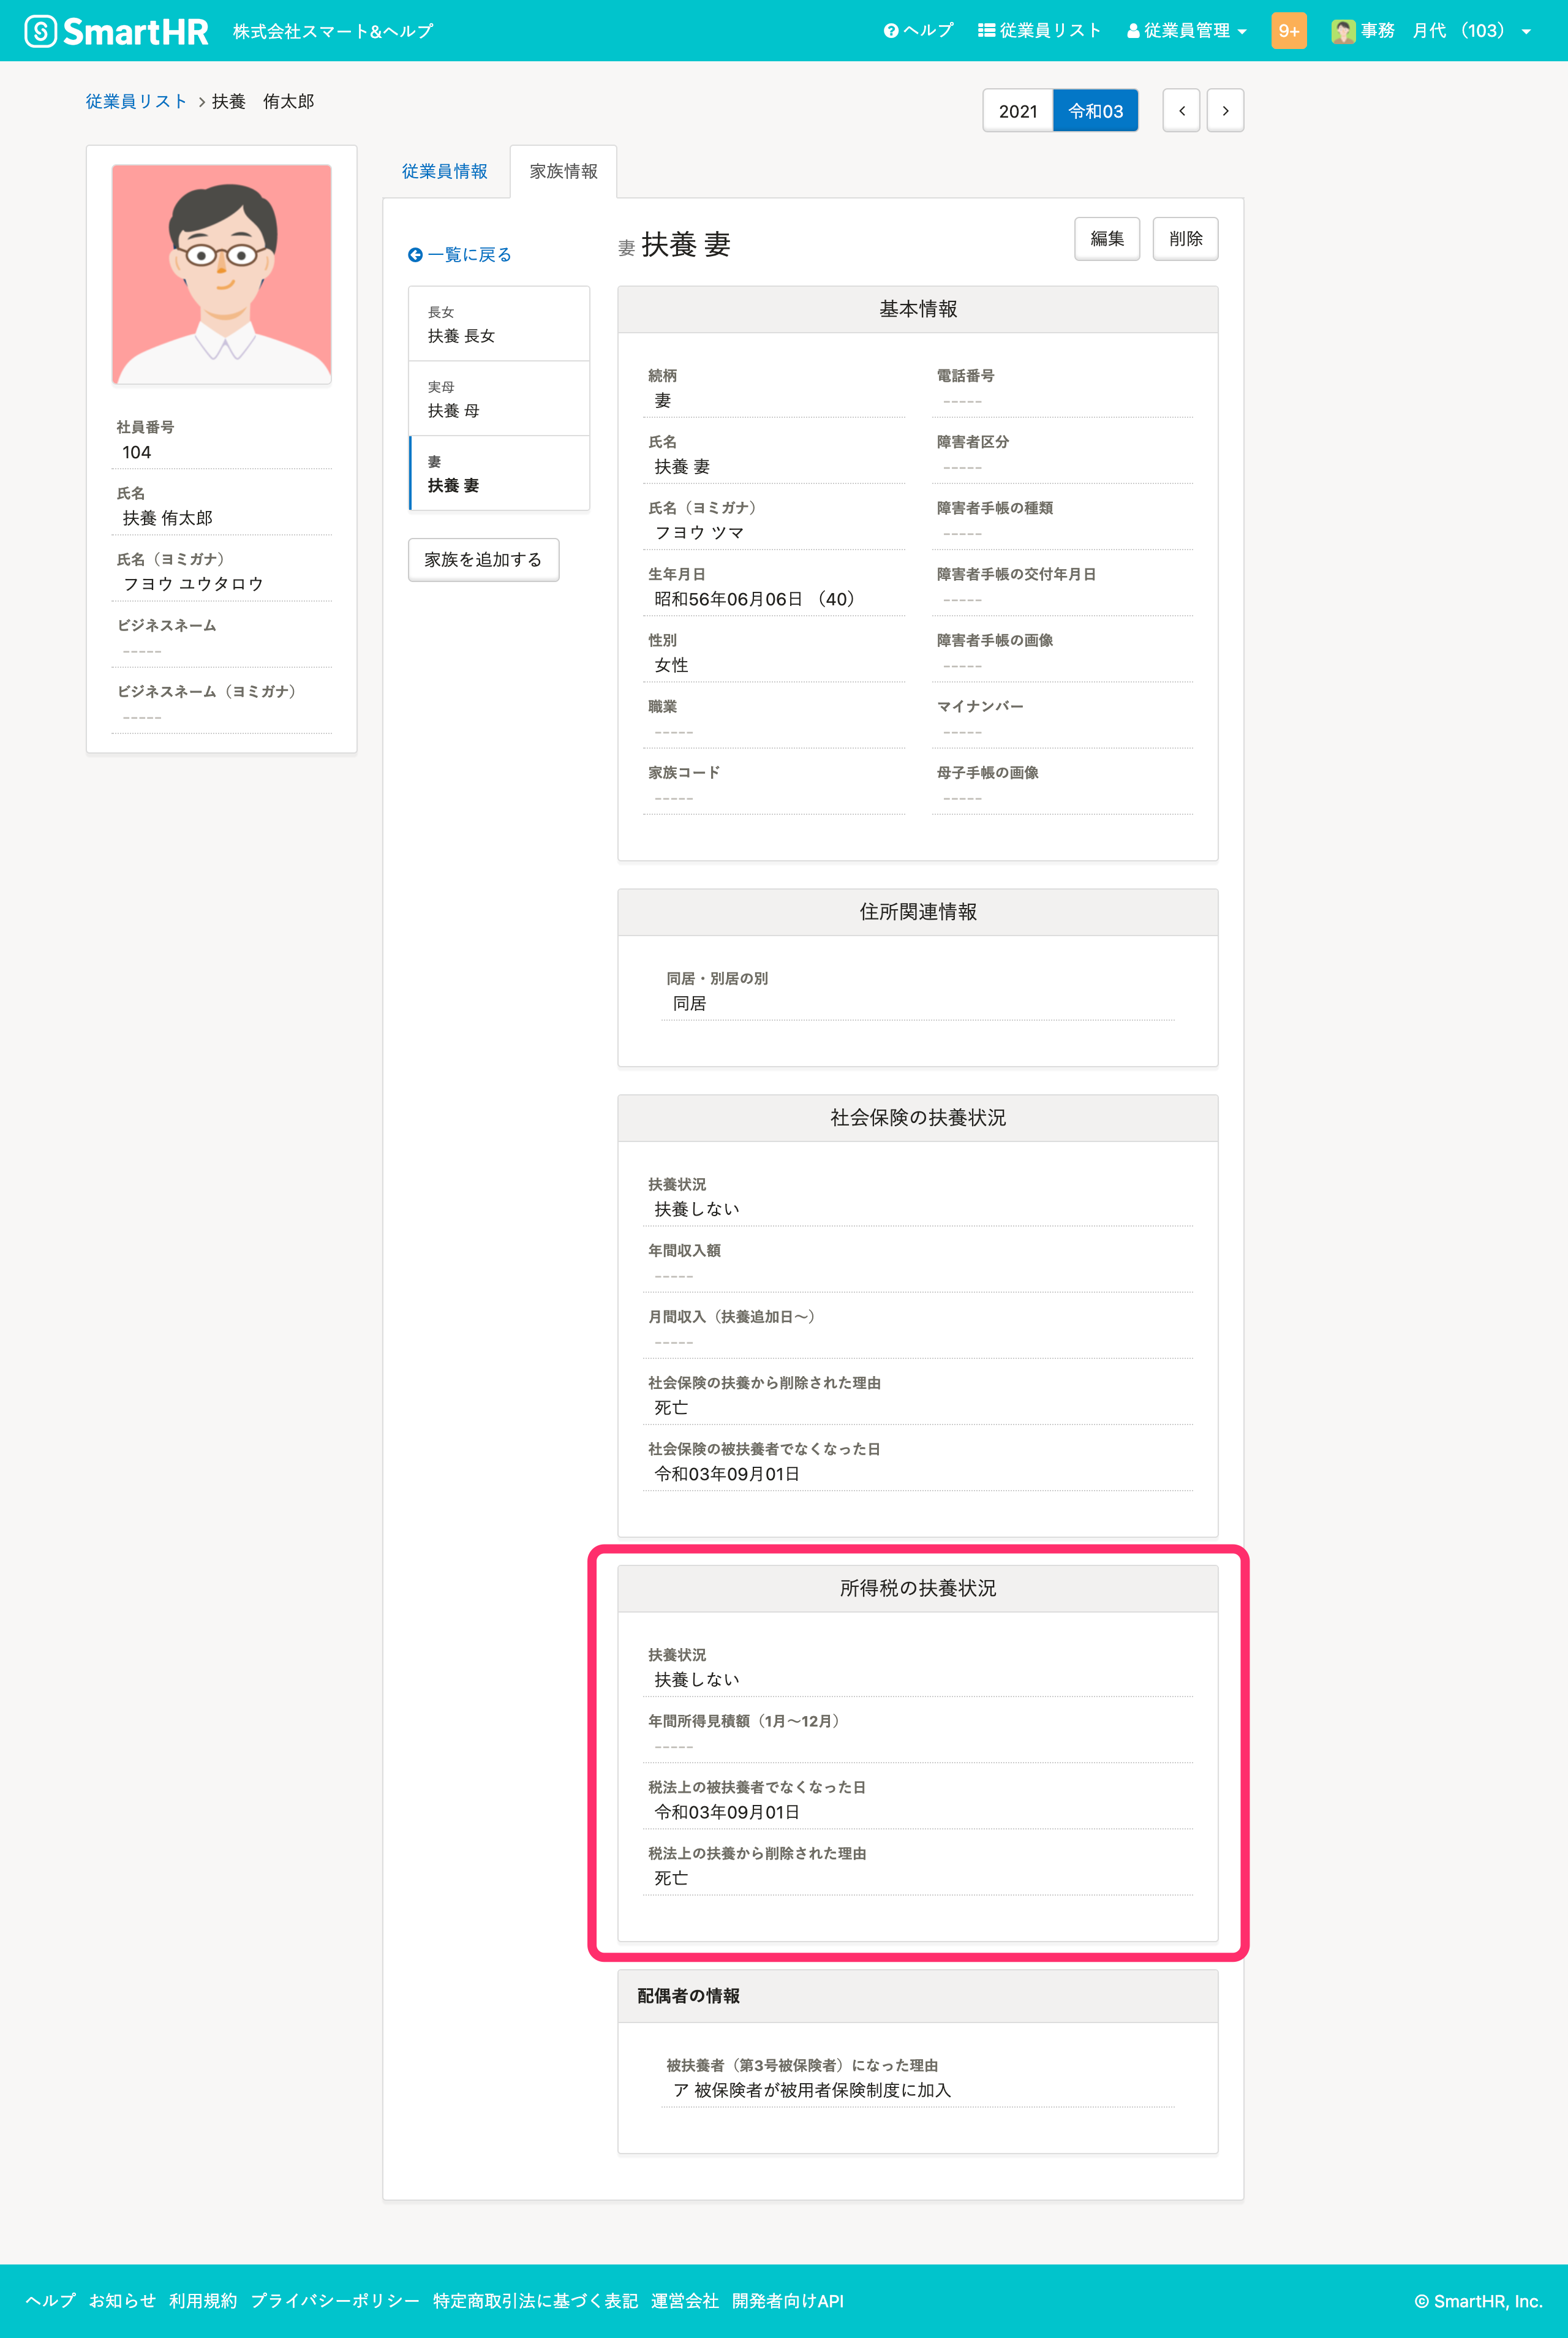 SmartHR 株式会社スマート&ヘルプ ヘルプ 従業員リスト 従業員管理 9+ 事務 月代 （103）
従業員リスト > 扶養 侑太郎
2021 令和03
従業員情報 家族情報
社員番号
104
氏名
扶養 侑太郎
氏名（ヨミガナ）
フヨウ ユウタロウ
ビジネスネーム
-----
ビジネスネーム（ヨミガナ）
-----
一覧に戻る
長女
扶養 長女
実母
扶養 母
妻
扶養 妻
家族を追加する
妻 扶養 妻
編集 削除
基本情報
続柄
妻
氏名
扶養 妻
氏名（ヨミガナ）
フヨウ ツマ
生年月日
昭和56年06月06日 （40）
性別
女性
職業
-----
家族コード
-----
電話番号
-----
障害者区分
-----
障害者手帳の種類
-----
障害者手帳の交付年月日
-----
障害者手帳の画像
-----
マイナンバー
-----
母子手帳の画像
-----
住所関連情報
同居・別居の別
同居
社会保険の扶養状況
扶養状況
扶養しない
年間収入額
-----
月間収入（扶養追加日〜）
-----
社会保険の扶養から削除された理由
死亡
社会保険の被扶養者でなくなった日
令和03年09月01日
所得税の扶養状況
扶養状況
扶養しない
年間所得見積額（1月〜12月）
-----
税法上の被扶養者でなくなった日
令和03年09月01日
税法上の扶養から削除された理由
死亡
配偶者の情報
被扶養者（第3号被保険者）になった理由
ア 被保険者が被用者保険制度に加入
ヘルプ お知らせ 利用規約 プライバシーポリシー 特定商取引法に基づく表記 運営会社 開発者向けAPI
© SmartHR, Inc.